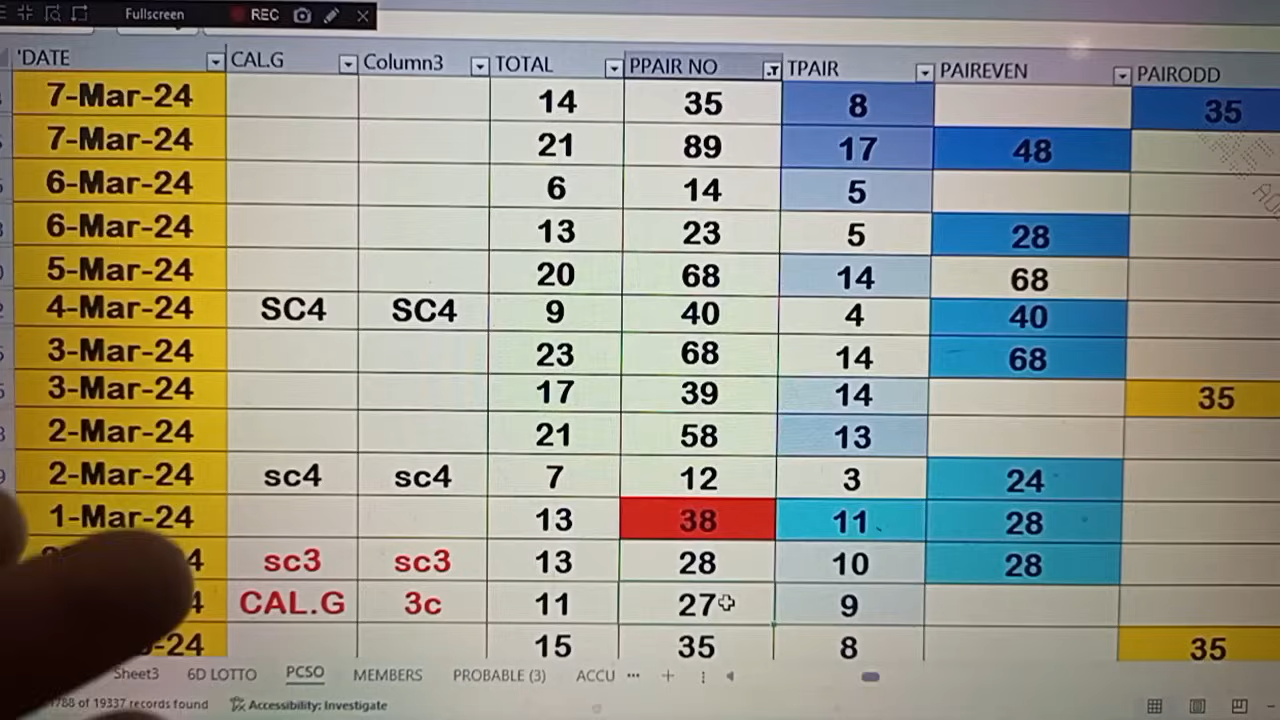 Fullscreen REC
'DATE CAL.G Column3 TOTAL PPAIR NO TPAIR PAIREVEN PAIRODD
7-Mar-24 14 35 8 35
7-Mar-24 21 89 17 48
6-Mar-24 6 14 5
6-Mar-24 13 23 5 28
5-Mar-24 20 68 14 68
4-Mar-24 SC4 SC4 9 40 4 40
3-Mar-24 23 68 14 68
3-Mar-24 17 39 14 35
2-Mar-24 21 58 13
2-Mar-24 sc4 sc4 7 12 3 24
1-Mar-24 13 38 11 28
4 sc3 sc3 13 28 10 28
4 CAL.G 3c 11 27 9
-24 15 35 8 35
Sheet3 6D LOTTO PCSO MEMBERS PROBABLE (3) ACCU ...
788 of 19337 records found Accessibility: Investigate